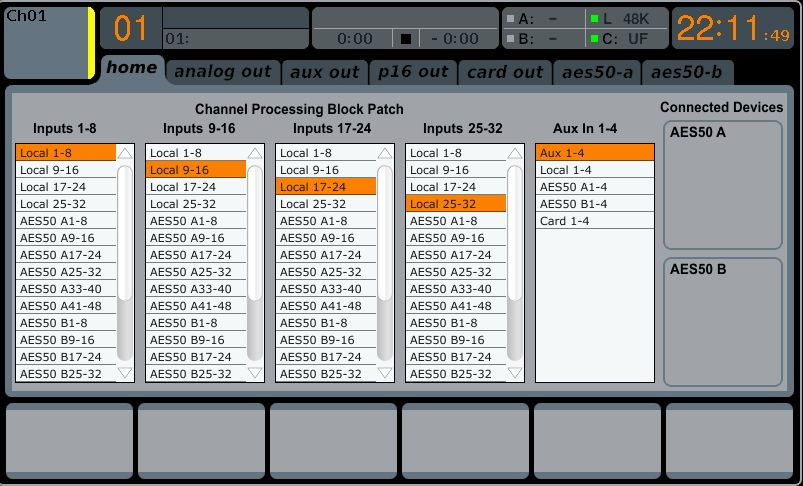 Ch01
01
01:
0:00 - 0:00
A: - L 48K
B: - C: UF
22:11:49
home analog out aux out p16 out card out aes50-a aes50-b
Channel Processing Block Patch
Connected Devices
Inputs 1-8
Local 1-8
Local 9-16
Local 17-24
Local 25-32
AES50 A1-8
AES50 A9-16
AES50 A17-24
AES50 A25-32
AES50 A33-40
AES50 A41-48
AES50 B1-8
AES50 B9-16
AES50 B17-24
AES50 B25-32
Inputs 9-16
Local 1-8
Local 9-16
Local 17-24
Local 25-32
AES50 A1-8
AES50 A9-16
AES50 A17-24
AES50 A25-32
AES50 A33-40
AES50 A41-48
AES50 B1-8
AES50 B9-16
AES50 B17-24
AES50 B25-32
Inputs 17-24
Local 1-8
Local 9-16
Local 17-24
Local 25-32
AES50 A1-8
AES50 A9-16
AES50 A17-24
AES50 A25-32
AES50 A33-40
AES50 A41-48
AES50 B1-8
AES50 B9-16
AES50 B17-24
AES50 B25-32
Inputs 25-32
Local 1-8
Local 9-16
Local 17-24
Local 25-32
AES50 A1-8
AES50 A9-16
AES50 A17-24
AES50 A25-32
AES50 A33-40
AES50 A41-48
AES50 B1-8
AES50 B9-16
AES50 B17-24
AES50 B25-32
Aux In 1-4
Aux 1-4
Local 1-4
AES50 A1-4
AES50 B1-4
Card 1-4
AES50 A
AES50 B